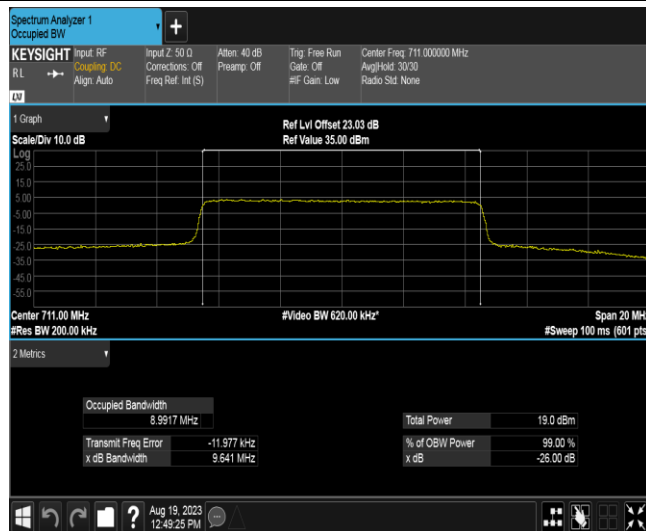 Spectrum Analyzer 1
Occupied BW
+
KEYSIGHT
RL
LXI
Input: RF
Coupling: DC
Align: Auto
Input Z: 50 Ω
Corrections: Off
Freq Ref: Int (S)
Atten: 40 dB
Preamp: Off
Trig: Free Run
Gate: Off
#IF Gain: Low
Center Freq: 711.000000 MHz
Avg|Hold: 30/30
Radio Std: None
1 Graph
Scale/Div 10.0 dB
Ref Lvl Offset 23.03 dB
Ref Value 35.00 dBm
Log
25.0
15.0
5.00
-5.00
-15.0
-25.0
-35.0
-45.0
-55.0
Center 711.00 MHz
#Video BW 620.00 kHz*
Span 20 MHz
#Res BW 200.00 kHz
#Sweep 100 ms (601 pts
2 Metrics
Occupied Bandwidth
8.9917 MHz
Total Power 19.0 dBm
Transmit Freq Error -11.977 kHz
% of OBW Power 99.00 %
x dB Bandwidth 9.641 MHz
x dB -26.00 dB
?
Aug 19, 2023
12:49:25 PM